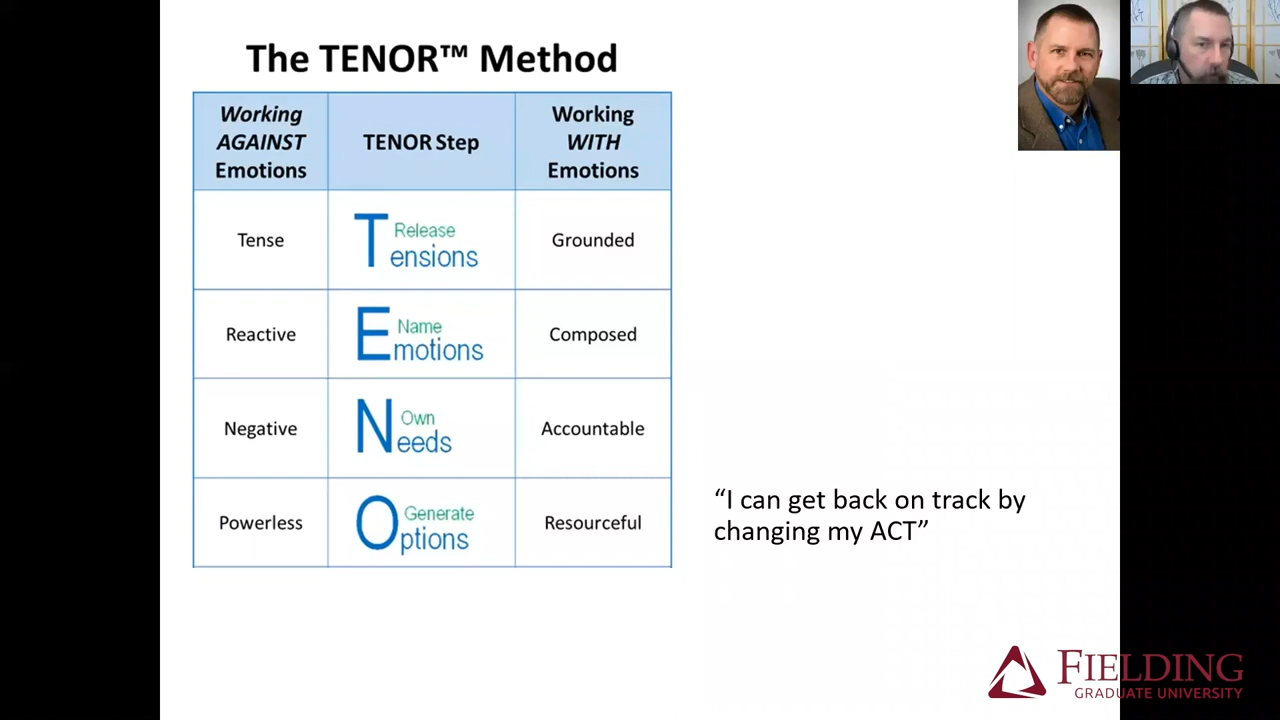 The TENOR™ Method
Working
AGAINST
Emotions
TENOR Step
Working
WITH
Emotions
Tense
Release
Tensions
Grounded
Reactive
Name
Emotions
Composed
Negative
Own
Needs
Accountable
Powerless
Generate
Options
Resourceful
“I can get back on track by
changing my ACT”
FIELDING
GRADUATE UNIVERSITY